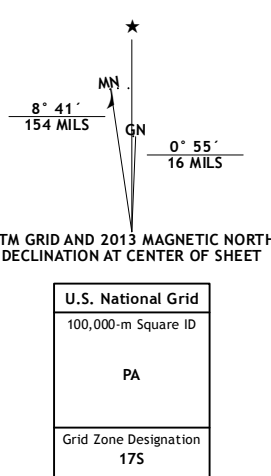 ★
MN
8° 41´
154 MILS
GN
0° 55´
16 MILS
TM GRID AND 2013 MAGNETIC NORTH
DECLINATION AT CENTER OF SHEET
U.S. National Grid
100,000-m Square ID
PA
Grid Zone Designation
17S